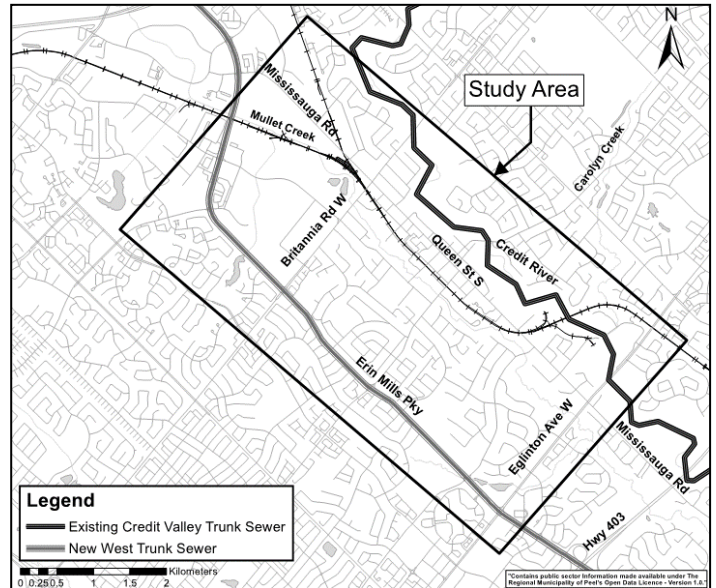 N
Study Area
Mississauga Rd
Mullet Creek
Carolyn Creek
Britannia Rd W
Queen St S
Credit River
Erin Mills Pky
Eglinton Ave W
Mississauga Rd
Hwy 403
Legend
Existing Credit Valley Trunk Sewer
New West Trunk Sewer
Kilometers
0 0.25 0.5 1 1.5 2
"Contains public sector Information made available under The
Regional Municipality of Peel's Open Data Licence - Version 1.0."